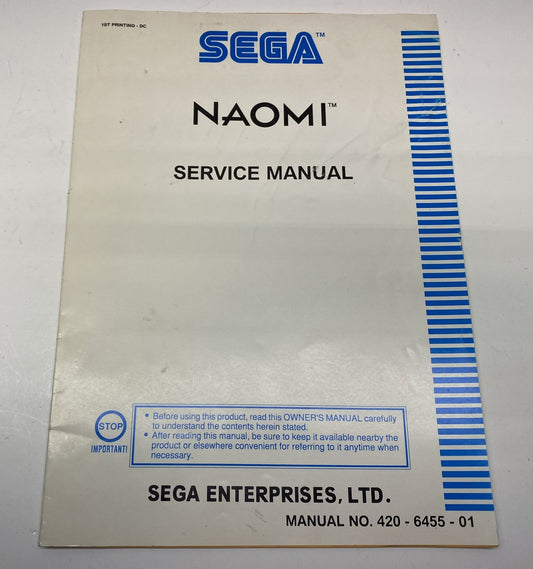 1ST PRINTING - DC
SEGA™
NAOMI™
SERVICE MANUAL
STOP
IMPORTANT!
• Before using this product, read this OWNER'S MANUAL carefully
to understand the contents herein stated.
• After reading this manual, be sure to keep it available nearby the
product or elsewhere convenient for referring to it anytime when
necessary.
SEGA ENTERPRISES, LTD.
MANUAL NO. 420 - 6455 - 01